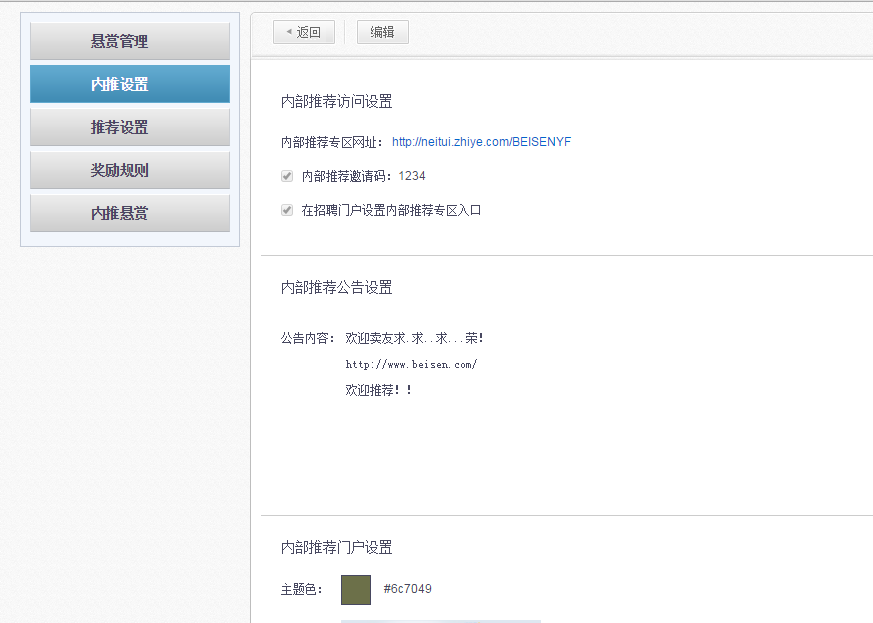 悬赏管理
内推设置
推荐设置
奖励规则
内推悬赏
返回
编辑
内部推荐访问设置
内部推荐专区网址： http://neitui.zhiye.com/BEISENYF
内部推荐邀请码：1234
在招聘门户设置内部推荐专区入口
内部推荐公告设置
公告内容： 欢迎卖友求.求..求...荣!
http://www.beisen.com/
欢迎推荐！！
内部推荐门户设置
主题色： #6c7049